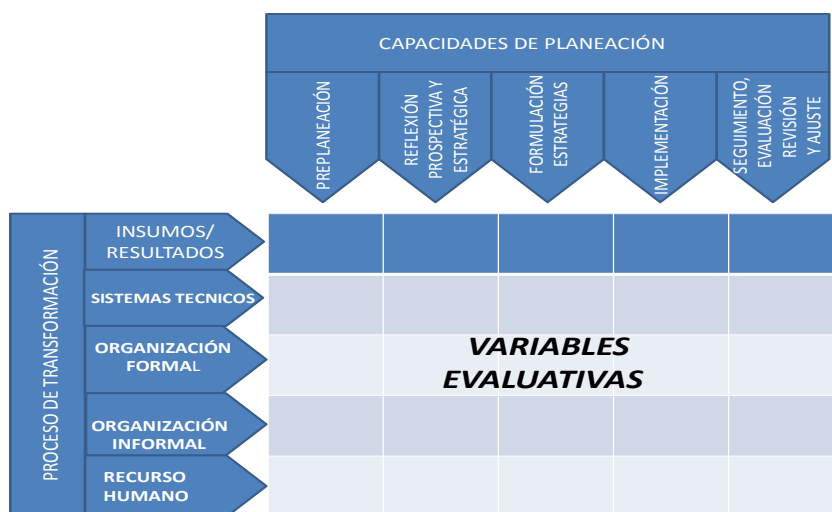 CAPACIDADES DE PLANEACIÓN
PREPLANEACIÓN
REFLEXIÓN
PROSPECTIVA Y
ESTRATÉGICA
FORMULACIÓN
ESTRATEGIAS
IMPLEMENTACIÓN
SEGUIMIENTO,
EVALUACIÓN
REVISIÓN
Y AJUSTE
PROCESO DE TRANSFORMACIÓN
INSUMOS/
RESULTADOS
SISTEMAS TECNICOS
ORGANIZACIÓN
FORMAL
ORGANIZACIÓN
INFORMAL
RECURSO
HUMANO
VARIABLES
EVALUATIVAS